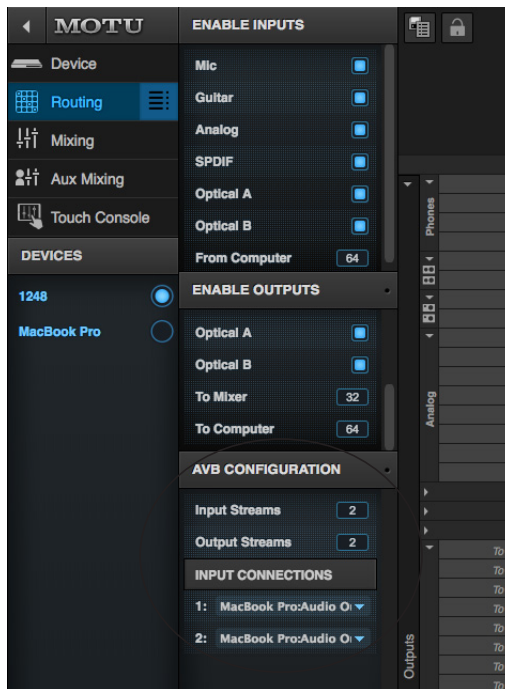 MOTU
Device
Routing
Mixing
Aux Mixing
Touch Console
DEVICES
1248
MacBook Pro
ENABLE INPUTS
Mic
Guitar
Analog
SPDIF
Optical A
Optical B
From Computer 64
ENABLE OUTPUTS
Optical A
Optical B
To Mixer 32
To Computer 64
AVB CONFIGURATION
Input Streams 2
Output Streams 2
INPUT CONNECTIONS
1: MacBook Pro:Audio O
2: MacBook Pro:Audio O
Phones
Analog
Outputs
To
To
To
To
To
To
To
To